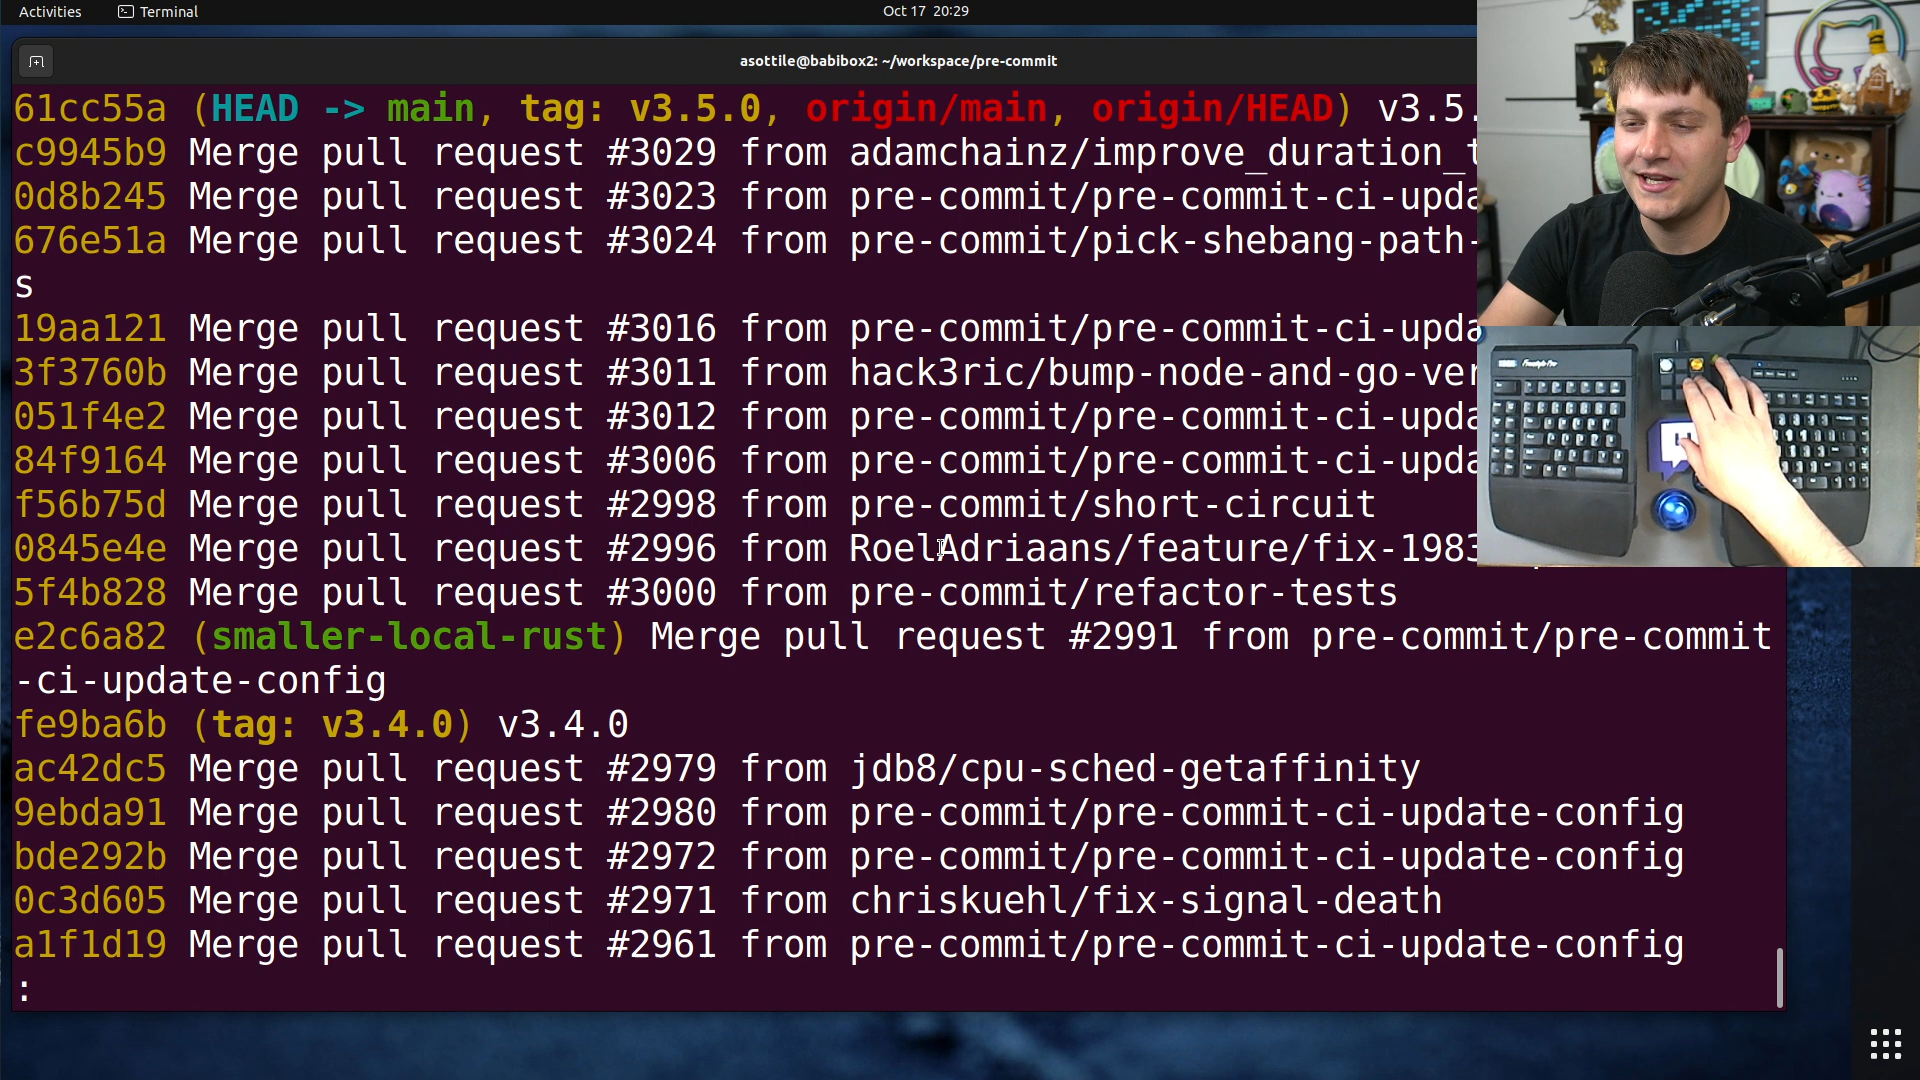 Activities
Terminal
Oct 17 20:29
asottile@babibox2: ~/workspace/pre-commit
61cc55a (HEAD -> main, tag: v3.5.0, origin/main, origin/HEAD) v3.5.
c9945b9 Merge pull request #3029 from adamchainz/improve_duration_t
0d8b245 Merge pull request #3023 from pre-commit/pre-commit-ci-upda
676e51a Merge pull request #3024 from pre-commit/pick-shebang-path-
s
19aa121 Merge pull request #3016 from pre-commit/pre-commit-ci-upda
3f3760b Merge pull request #3011 from hack3ric/bump-node-and-go-ver
051f4e2 Merge pull request #3012 from pre-commit/pre-commit-ci-upda
84f9164 Merge pull request #3006 from pre-commit/pre-commit-ci-upda
f56b75d Merge pull request #2998 from pre-commit/short-circuit
0845e4e Merge pull request #2996 from RoelAdriaans/feature/fix-1983
5f4b828 Merge pull request #3000 from pre-commit/refactor-tests
e2c6a82 (smaller-local-rust) Merge pull request #2991 from pre-commit/pre-commit
-ci-update-config
fe9ba6b (tag: v3.4.0) v3.4.0
ac42dc5 Merge pull request #2979 from jdb8/cpu-sched-getaffinity
9ebda91 Merge pull request #2980 from pre-commit/pre-commit-ci-update-config
bde292b Merge pull request #2972 from pre-commit/pre-commit-ci-update-config
0c3d605 Merge pull request #2971 from chriskuehl/fix-signal-death
a1f1d19 Merge pull request #2961 from pre-commit/pre-commit-ci-update-config
: